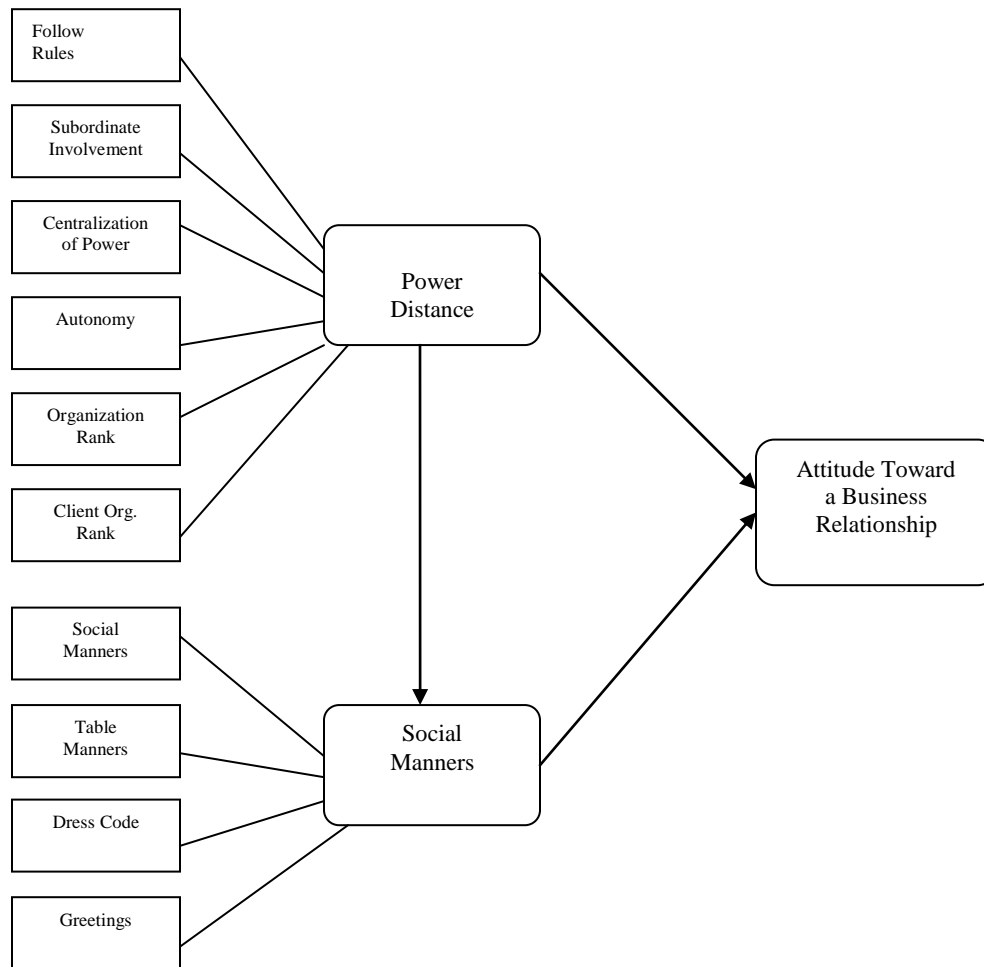 Follow
Rules
Subordinate
Involvement
Centralization
of Power
Autonomy
Organization
Rank
Client Org.
Rank
Social
Manners
Table
Manners
Dress Code
Greetings
Power
Distance
Social
Manners
Attitude Toward
a Business
Relationship